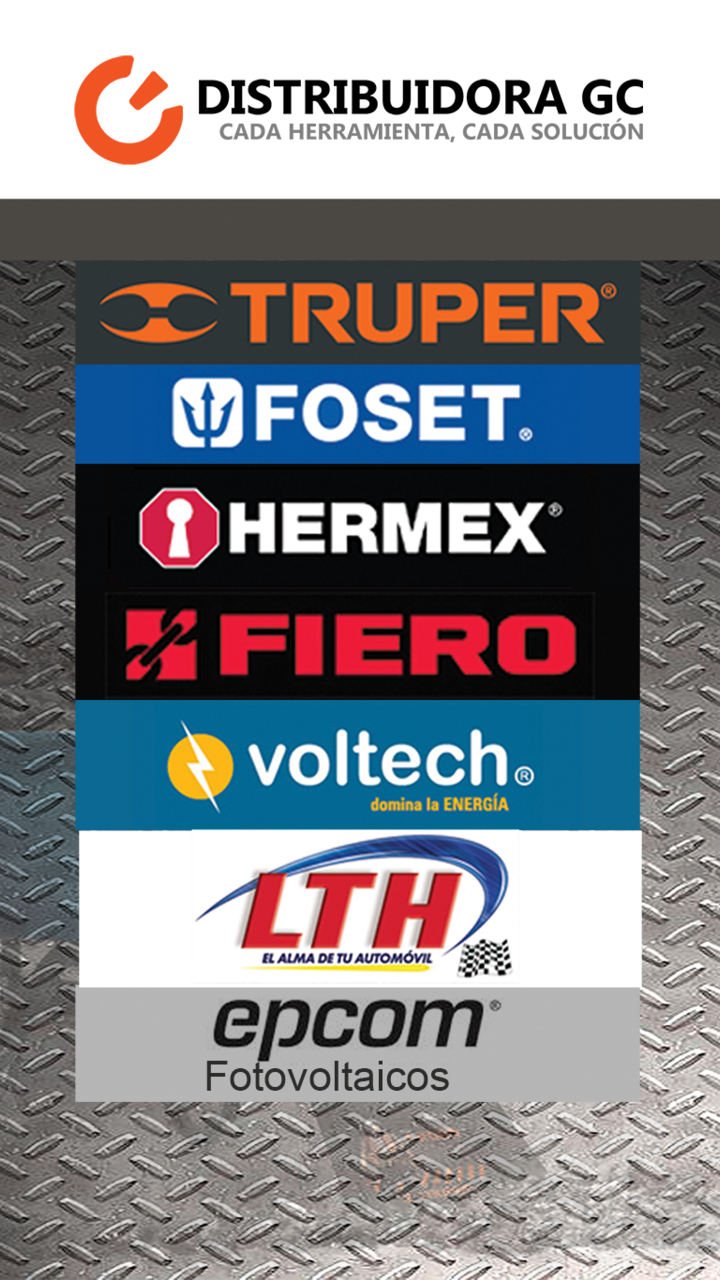 DISTRIBUIDORA GC
CADA HERRAMIENTA, CADA SOLUCIÓN
TRUPER®
FOSET®
HERMEX®
FIERO
voltech®
domina la ENERGÍA
LTH
EL ALMA DE TU AUTOMÓVIL
epcom®
Fotovoltaicos